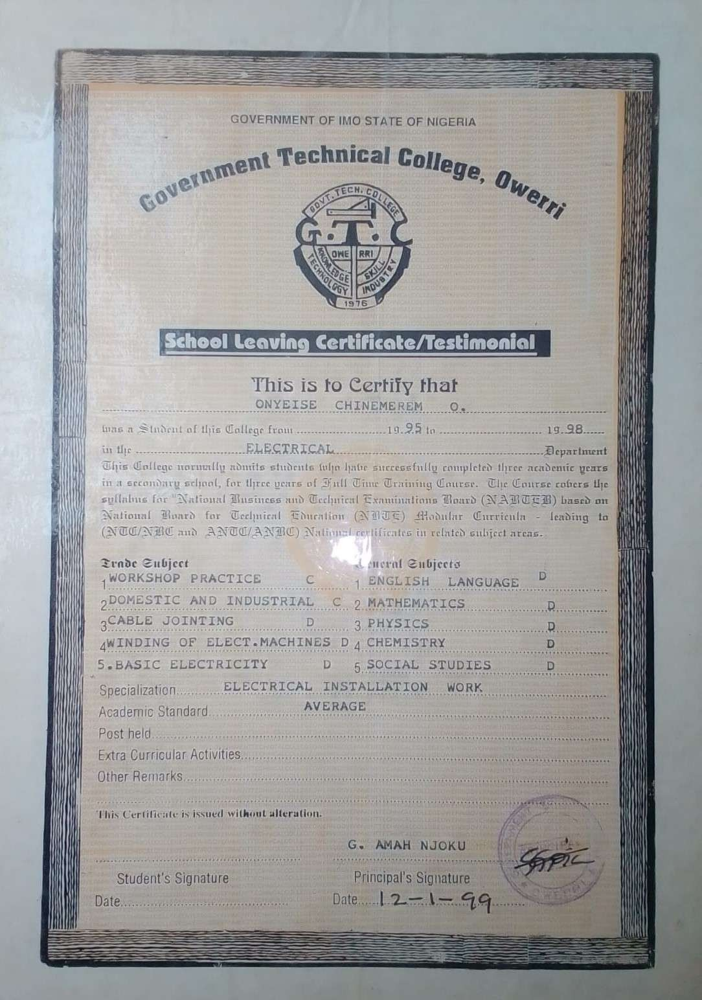 GOVERNMENT OF IMO STATE OF NIGERIA
Government Technical College, Owerri
GOVT. TECH. COLLEGE
G.T.C
OWE RRI
KNOWLEDGE SKILL
TECHNOLOGY INDUSTRY
1976
School Leaving Certificate/Testimonial
This is to Certify that
ONYEISE CHINEMEREM O.
was a Student of this College from 1995 to 1998
in the ELECTRICAL Department
This College normally admits students who have successfully completed three academic years
in a secondary school, for three years of Full Time Training Course. The Course covers the
syllabus for "National Business and Technical Examinations Board (NABTEB) based on
National Board for Technical Education (NBTE) Modular Curricula - leading to
(NTC/NBC and ANTC/ANBC) National certificates in related subject areas.
Trade Subject General Subjects
1 WORKSHOP PRACTICE C 1 ENGLISH LANGUAGE D
2 DOMESTIC AND INDUSTRIAL C 2 MATHEMATICS D
3 CABLE JOINTING D 3 PHYSICS D
4 WINDING OF ELECT.MACHINES D 4 CHEMISTRY D
5.BASIC ELECTRICITY D 5 SOCIAL STUDIES D
Specialization ELECTRICAL INSTALLATION WORK
Academic Standard AVERAGE
Post held
Extra Curricular Activities
Other Remarks
This Certificate is issued without alteration.
G. AMAH NJOKU
Student's Signature Principal's Signature
Date Date 12-1-99